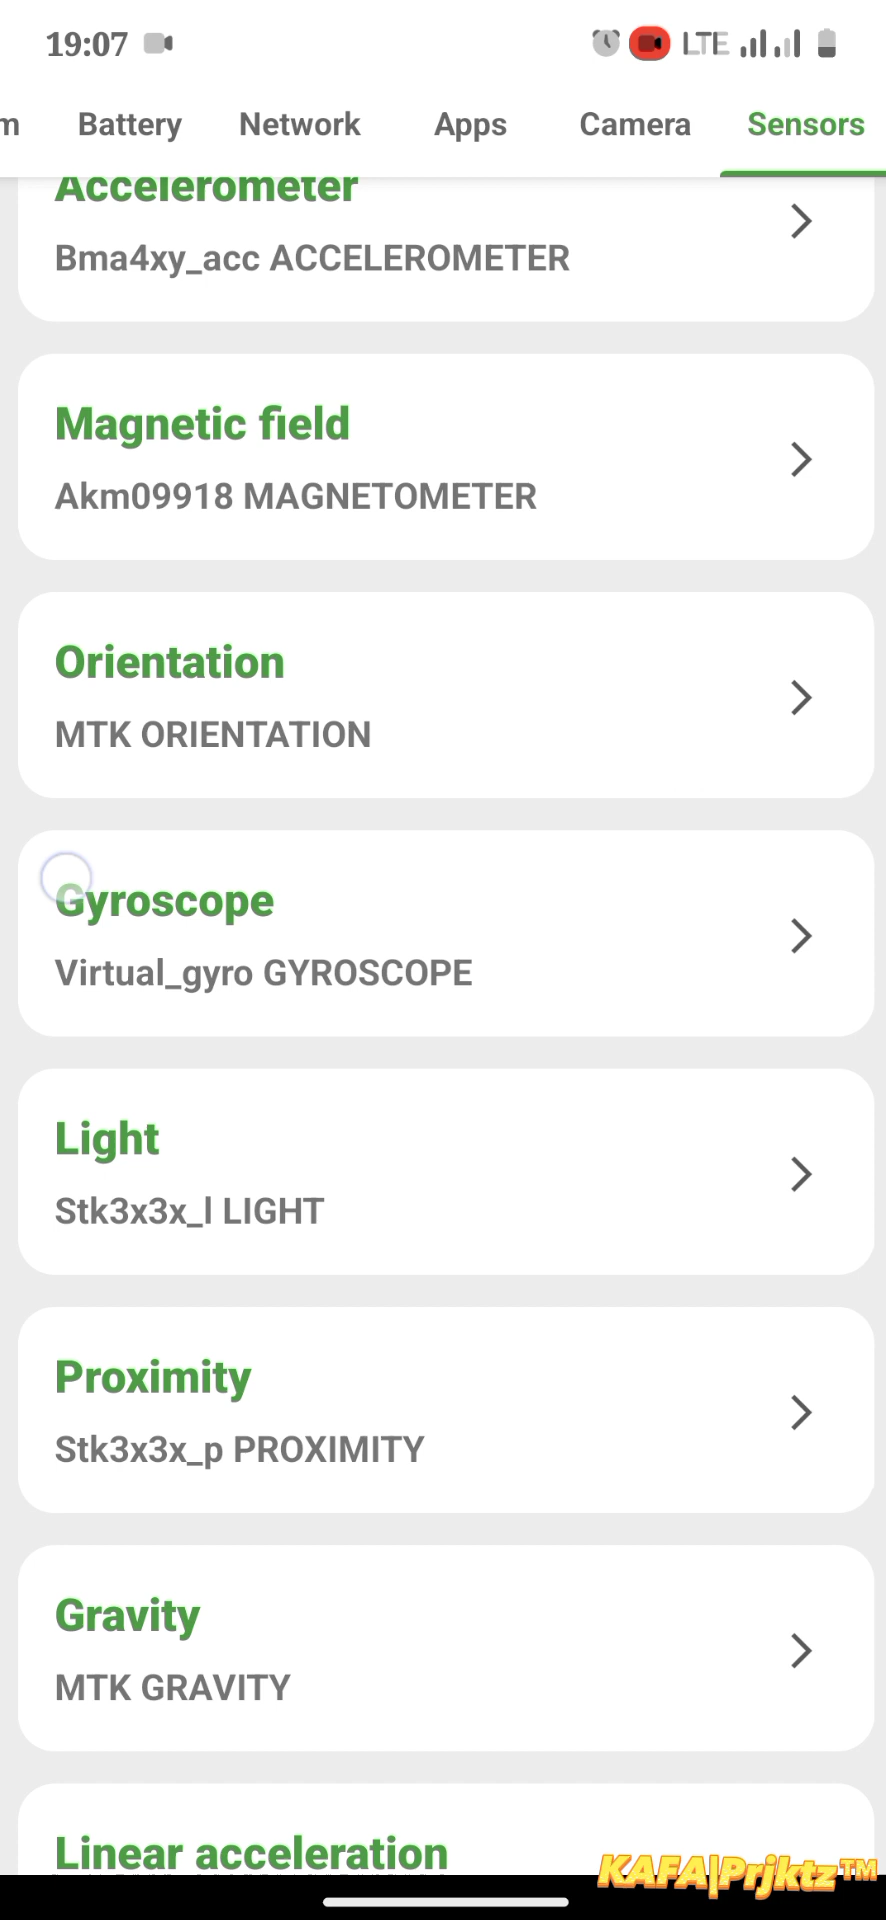 19:07 LTE
m Battery Network Apps Camera Sensors
Accelerometer
Bma4xy_acc ACCELEROMETER
Magnetic field
Akm09918 MAGNETOMETER
Orientation
MTK ORIENTATION
Gyroscope
Virtual_gyro GYROSCOPE
Light
Stk3x3x_l LIGHT
Proximity
Stk3x3x_p PROXIMITY
Gravity
MTK GRAVITY
Linear acceleration
KAFA|Prjktz™